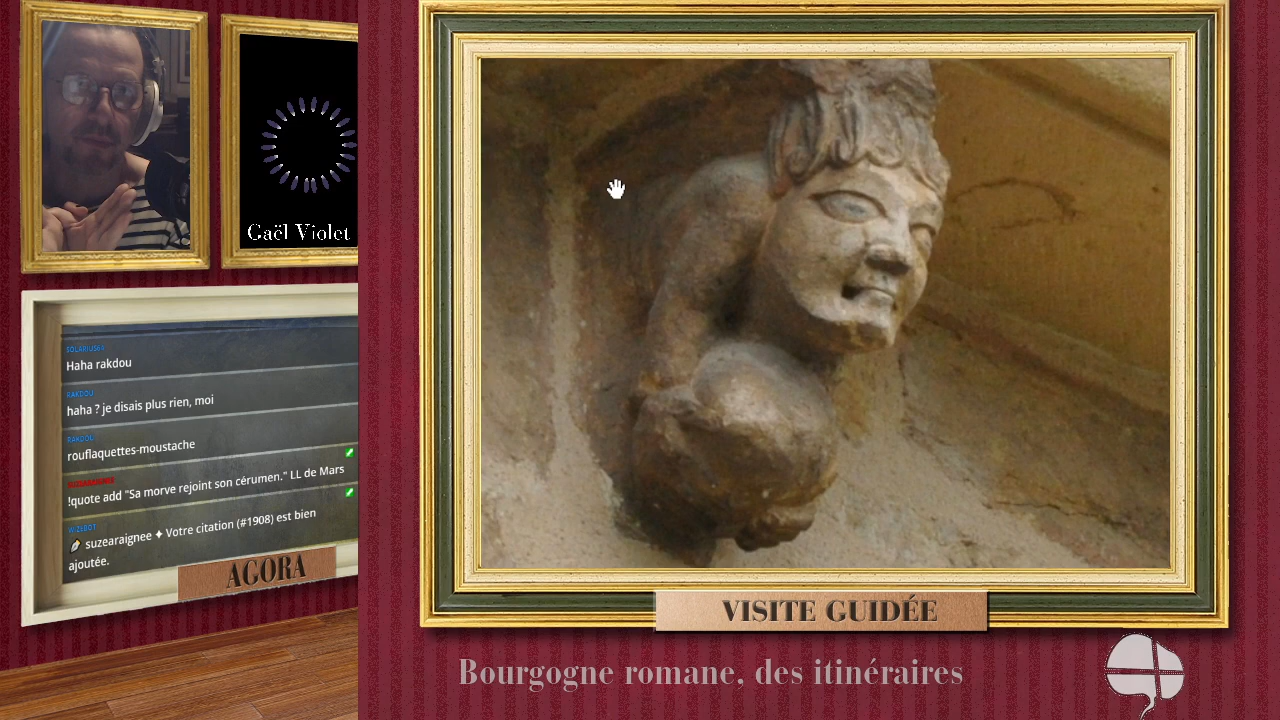 Gaël Violet
SOLARIUS64
Haha rakdou
RAKDOU
haha ? je disais plus rien, moi
RAKDOU
rouflaquettes-moustache
SUZEARAIGNEE
!quote add "Sa morve rejoint son cérumen." LL de Mars
WIZEBOT
suzearaignee ✦ Votre citation (#1908) est bien
ajoutée.
AGORA
VISITE GUIDÉE
Bourgogne romane, des itinéraires